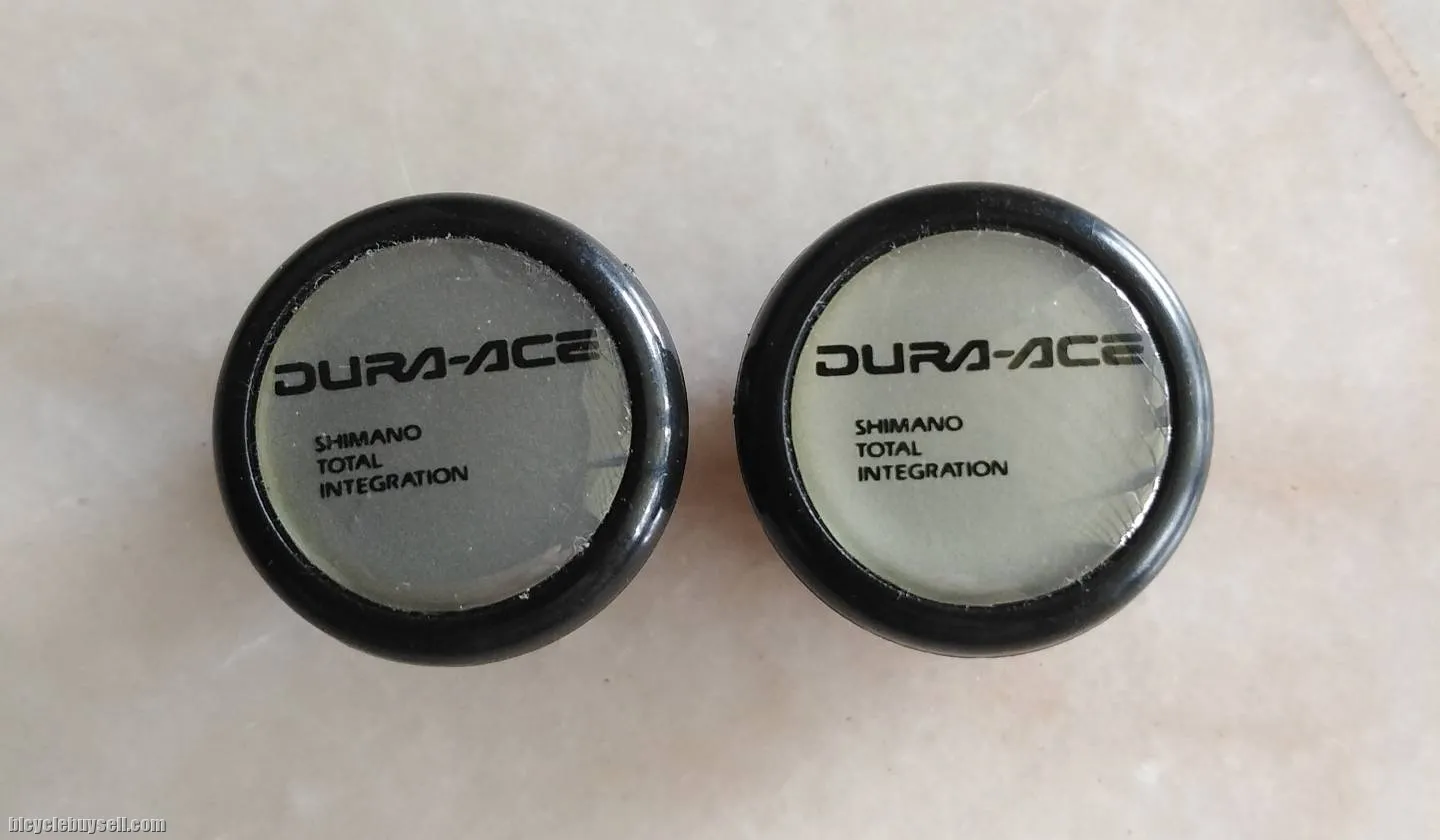 DURA-ACE
SHIMANO
TOTAL
INTEGRATION
DURA-ACE
SHIMANO
TOTAL
INTEGRATION
bicyclebuysell.com